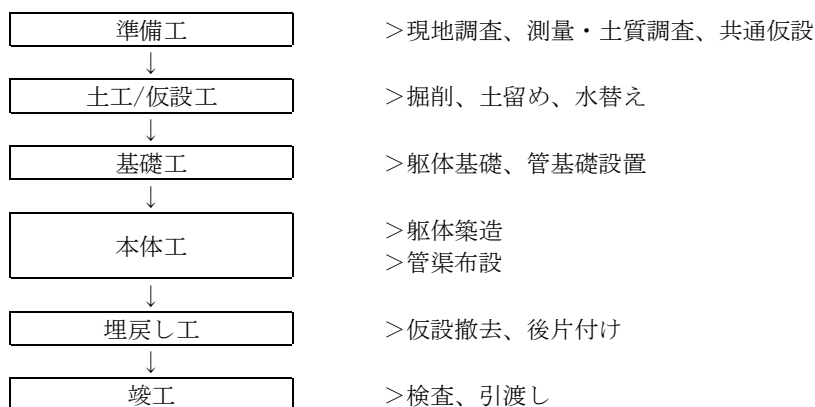 準備工 ＞現地調査、測量・土質調査、共通仮設
↓
土工/仮設工 ＞掘削、土留め、水替え
↓
基礎工 ＞躯体基礎、管基礎設置
↓
本体工 ＞躯体築造
＞管渠布設
↓
埋戻し工 ＞仮設撤去、後片付け
↓
竣工 ＞検査、引渡し